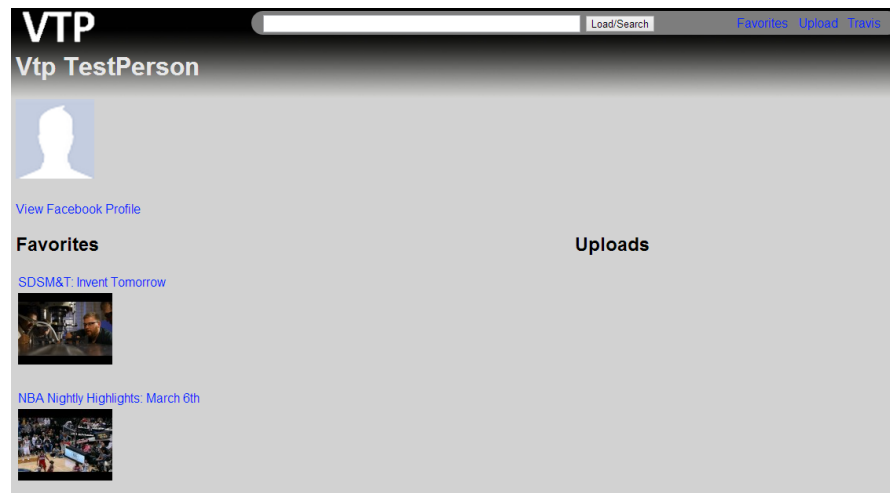 VTP
Load/Search
Favorites Upload Travis
Vtp TestPerson
View Facebook Profile
Favorites
Uploads
SDSM&T: Invent Tomorrow
NBA Nightly Highlights: March 6th